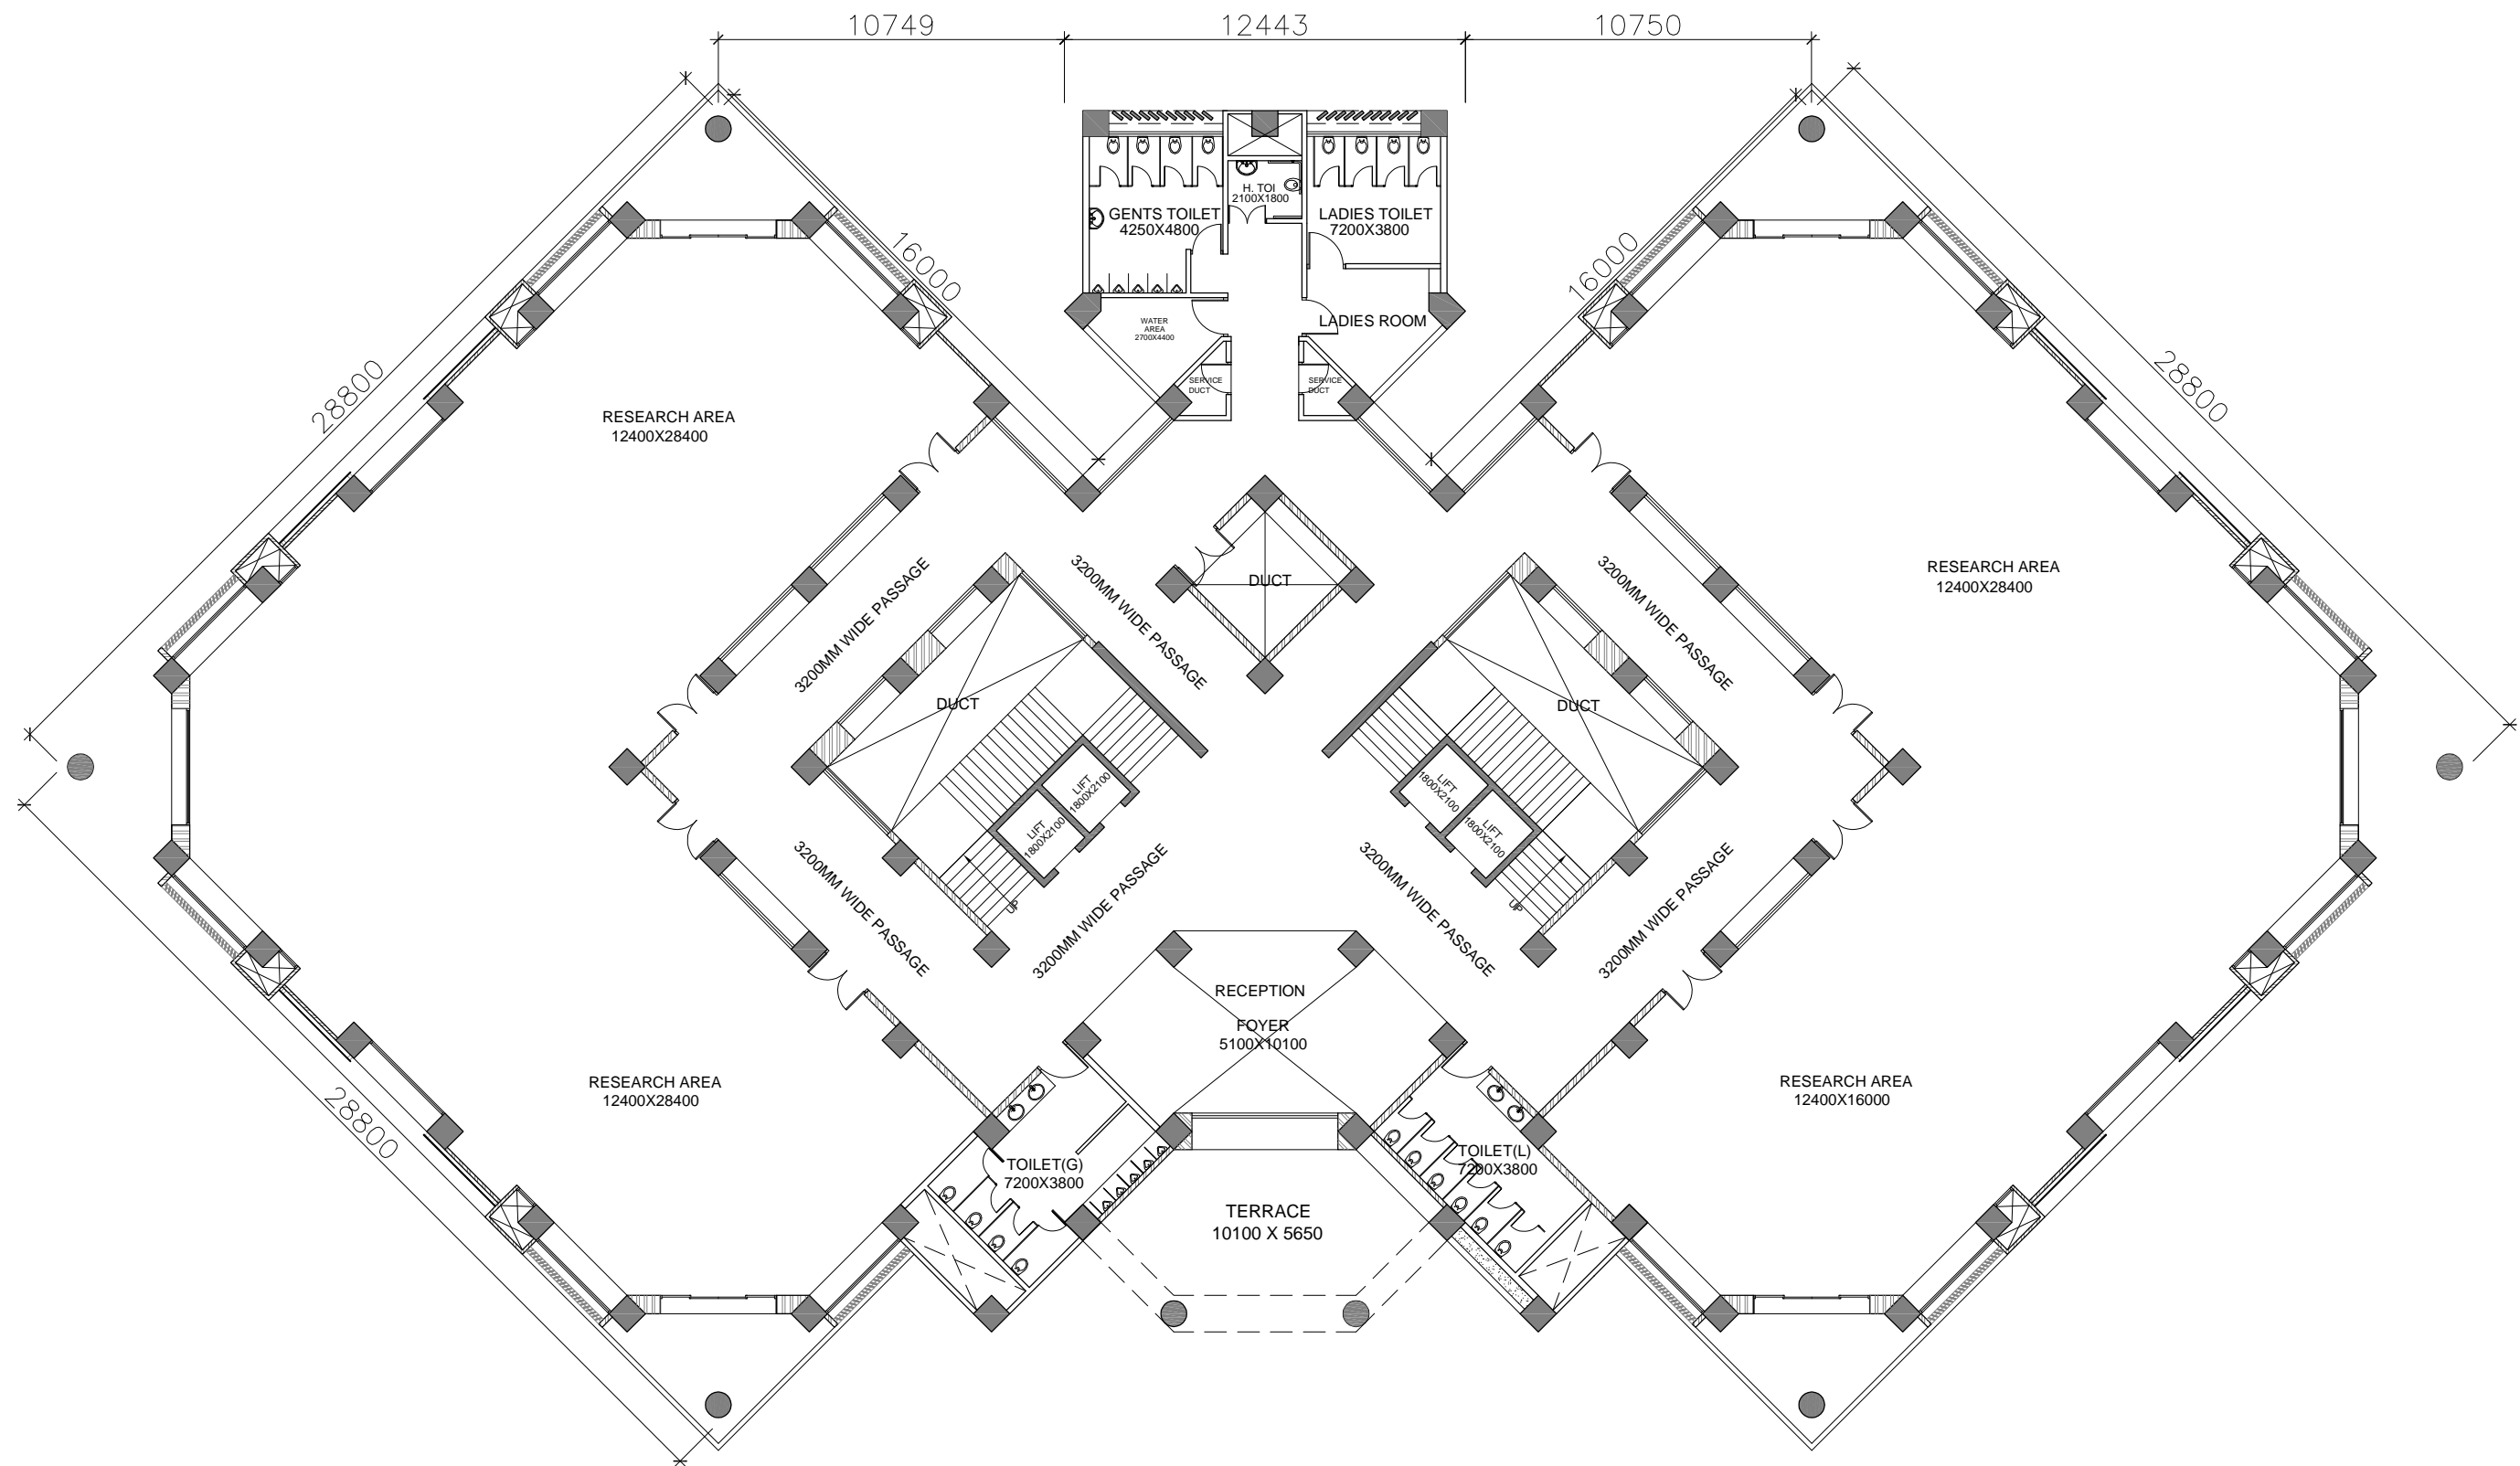 10749
12443
10750
16000
16000
28800
28800
H. TOI
2100X1800
GENTS TOILET
4250X4800
LADIES TOILET
7200X3800
WATER
AREA
2700X4400
LADIES ROOM
SERVICE
DUCT
SERVICE
DUCT
RESEARCH AREA
12400X28400
RESEARCH AREA
12400X28400
3200MM WIDE PASSAGE
3200MM WIDE PASSAGE
DUCT
3200MM WIDE PASSAGE
DUCT
DUCT
LIFT
1800X2100
LIFT
1800X2100
LIFT
1800X2100
LIFT
1800X2100
UP
UP
3200MM WIDE PASSAGE
3200MM WIDE PASSAGE
3200MM WIDE PASSAGE
3200MM WIDE PASSAGE
RECEPTION
FOYER
5100X10100
RESEARCH AREA
12400X28400
RESEARCH AREA
12400X16000
28800
TOILET(G)
7200X3800
TOILET(L)
7200X3800
TERRACE
10100 X 5650